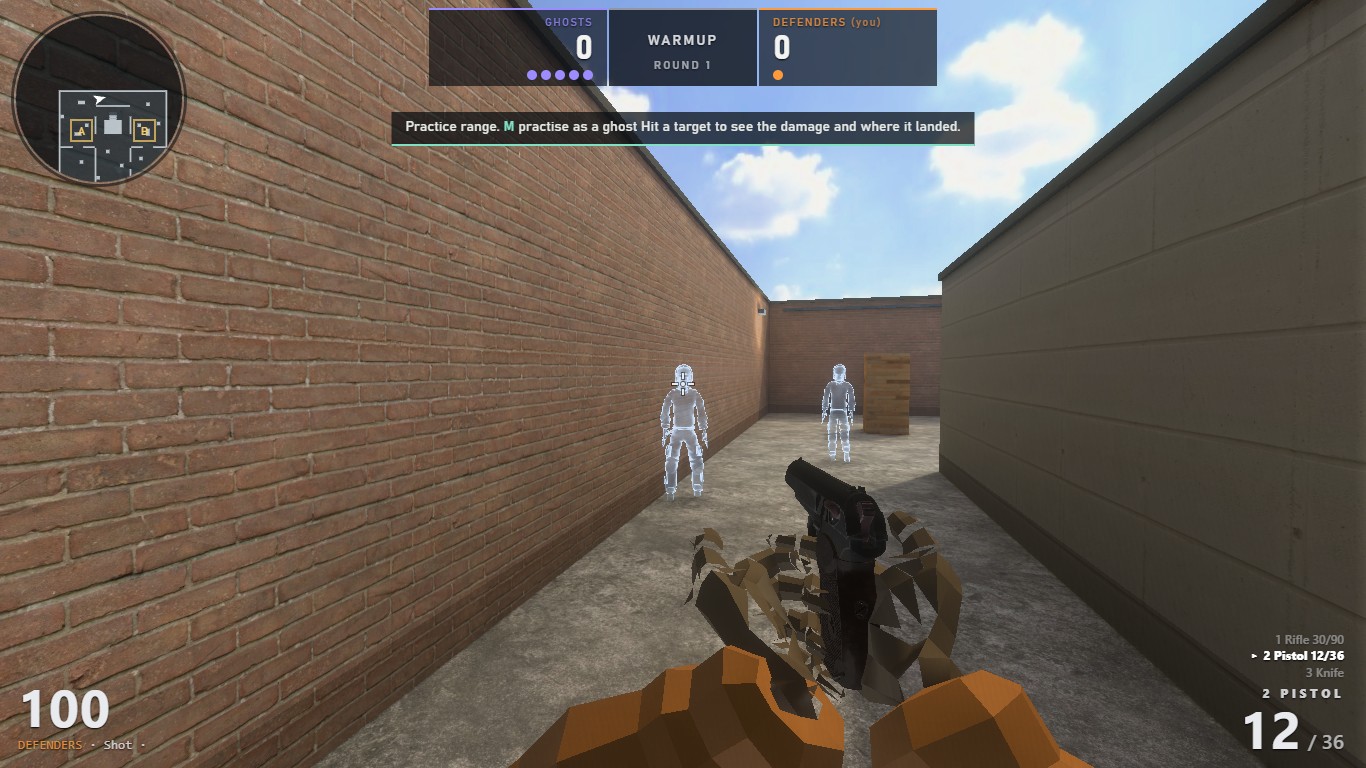 GHOSTS
0
WARMUP
ROUND 1
DEFENDERS (you)
0
A
B
Practice range. M practise as a ghost Hit a target to see the damage and where it landed.
1 Rifle 30/90
▸ 2 Pistol 12/36
3 Knife
2 PISTOL
12 / 36
100
DEFENDERS · Shot ·